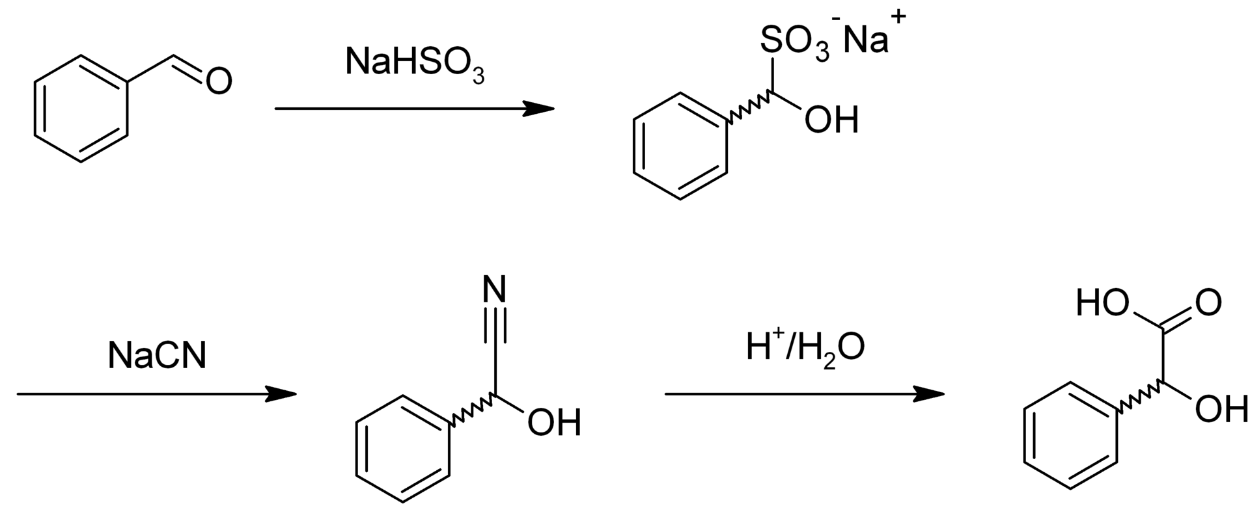 O
NaHSO₃
SO₃⁻Na⁺
OH
NaCN
N
OH
H⁺/H₂O
HO
O
OH